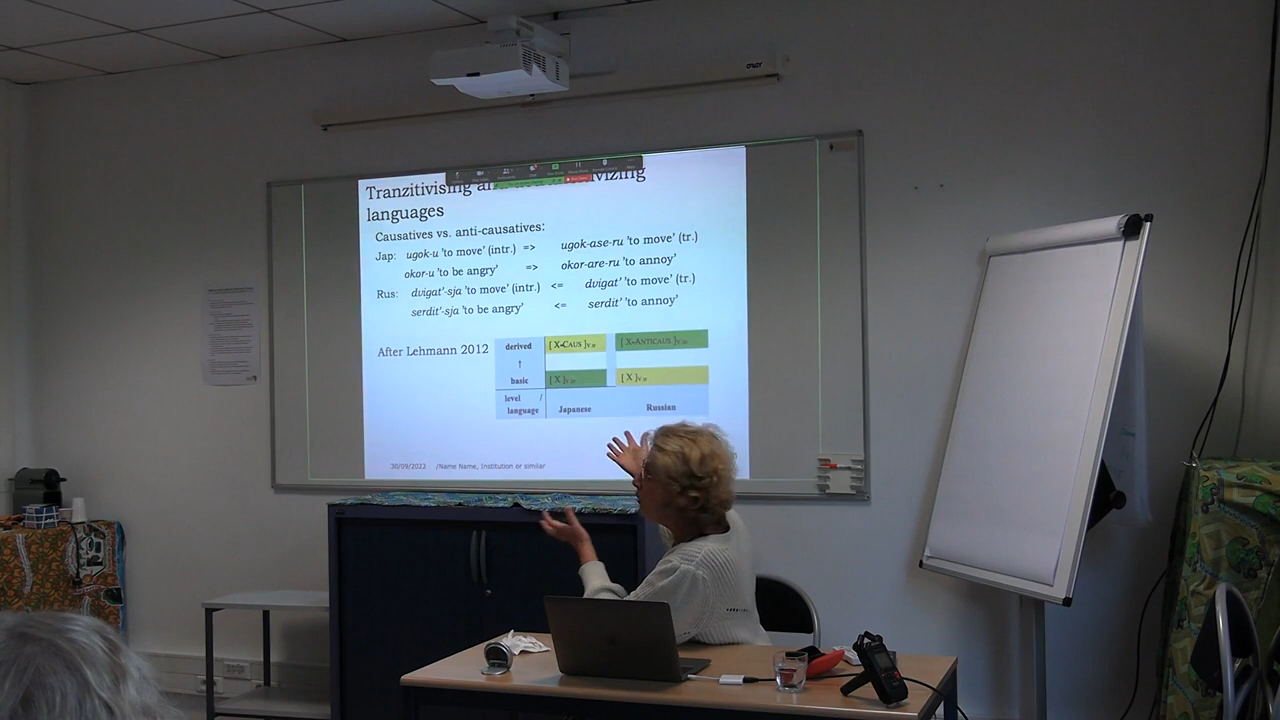 Tranzitivising
languages
Causatives vs. anti-causatives:
Jap: ugok-u 'to move' (intr.) => ugok-ase-ru 'to move' (tr.)
okor-u 'to be angry' => okor-are-ru 'to annoy'
Rus: dvigat'-sja 'to move' (intr.) <= dvigat' 'to move' (tr.)
serdit'-sja 'to be angry' <= serdit' 'to annoy'
After Lehmann 2012
derived [ X-CAUS ]V.tr [ X-ANTICAUS ]
↑
basic [ X ] [ X ]
level / language Japanese Russian
30/09/2022 /Name Name, Institution or similar